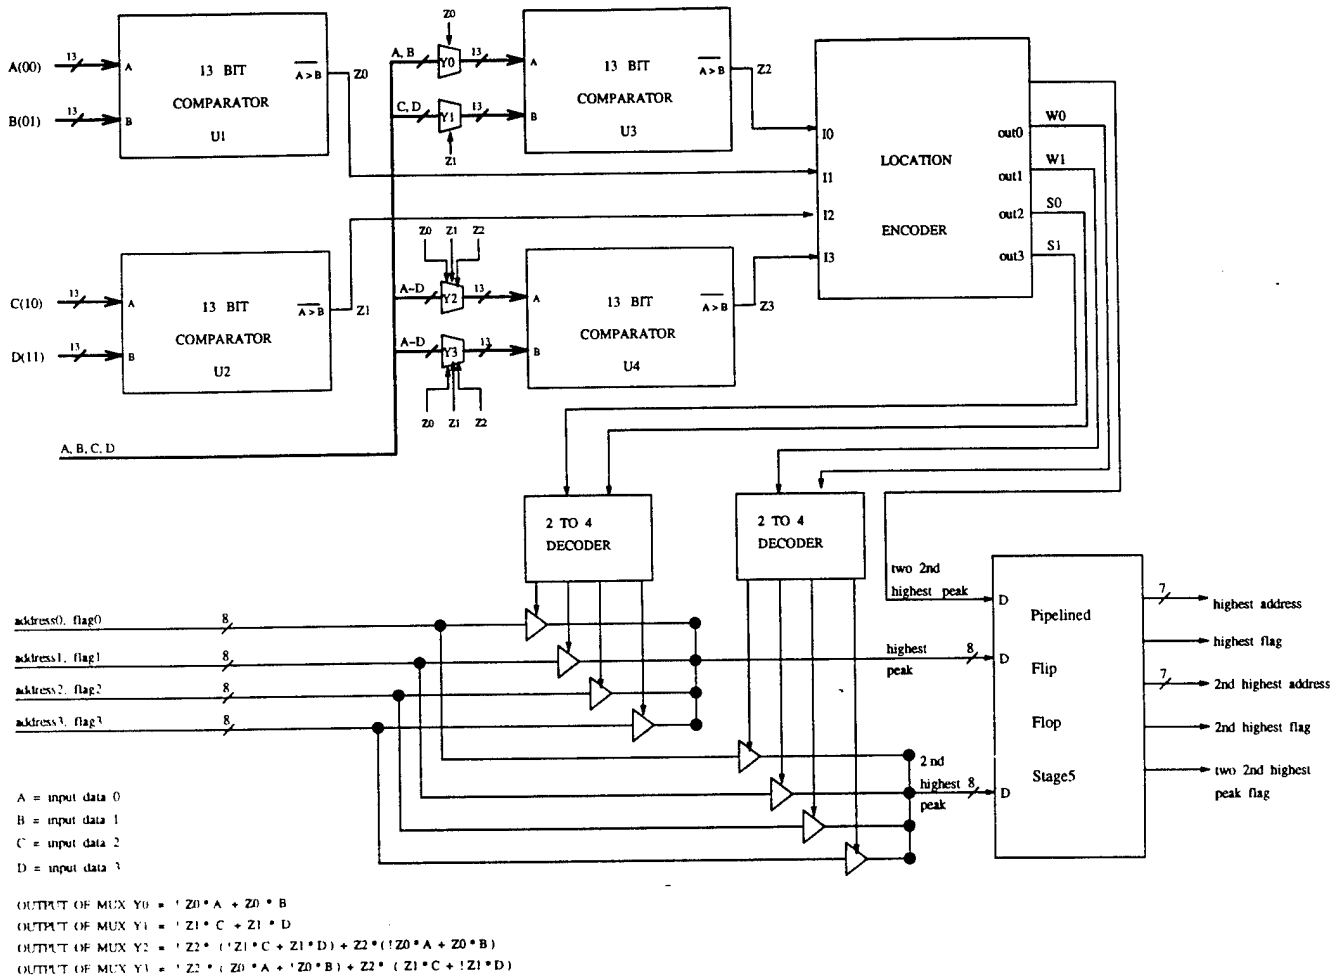 Z0
A(00)
13
A
13 BIT
COMPARATOR
U1
A>B
Z0
B(01)
13
B
A, B
Y0
13
A
13 BIT
COMPARATOR
U3
A>B
Z2
C, D
Y1
13
B
Z1
I0
I1
I2
I3
LOCATION
ENCODER
out0
out1
out2
out3
W0
W1
S0
S1
C(10)
13
A
13 BIT
COMPARATOR
U2
A>B
Z1
D(11)
13
B
Z0 Z1 Z2
A-D
Y2
13
A
13 BIT
COMPARATOR
U4
A>B
Z3
A-D
Y3
13
B
Z0 Z1 Z2
A, B, C, D
2 TO 4
DECODER
2 TO 4
DECODER
address0, flag0
8
address1, flag1
8
address2, flag2
8
address3, flag3
8
two 2nd
highest peak
highest
peak
8
2 nd
highest
peak
8
D
D
D
Pipelined
Flip
Flop
Stage5
7
highest address
highest flag
7
2nd highest address
2nd highest flag
two 2nd highest
peak flag
A = input data 0
B = input data 1
C = input data 2
D = input data 3
OUTPUT OF MUX Y0 = ! Z0 * A + Z0 * B
OUTPUT OF MUX Y1 = ! Z1 * C + Z1 * D
OUTPUT OF MUX Y2 = ! Z2 * ( !Z1 * C + Z1 * D ) + Z2 * ( !Z0 * A + Z0 * B )
OUTPUT OF MUX Y3 = ! Z2 * ( Z0 * A + !Z0 * B ) + Z2 * ( Z1 * C + !Z1 * D )